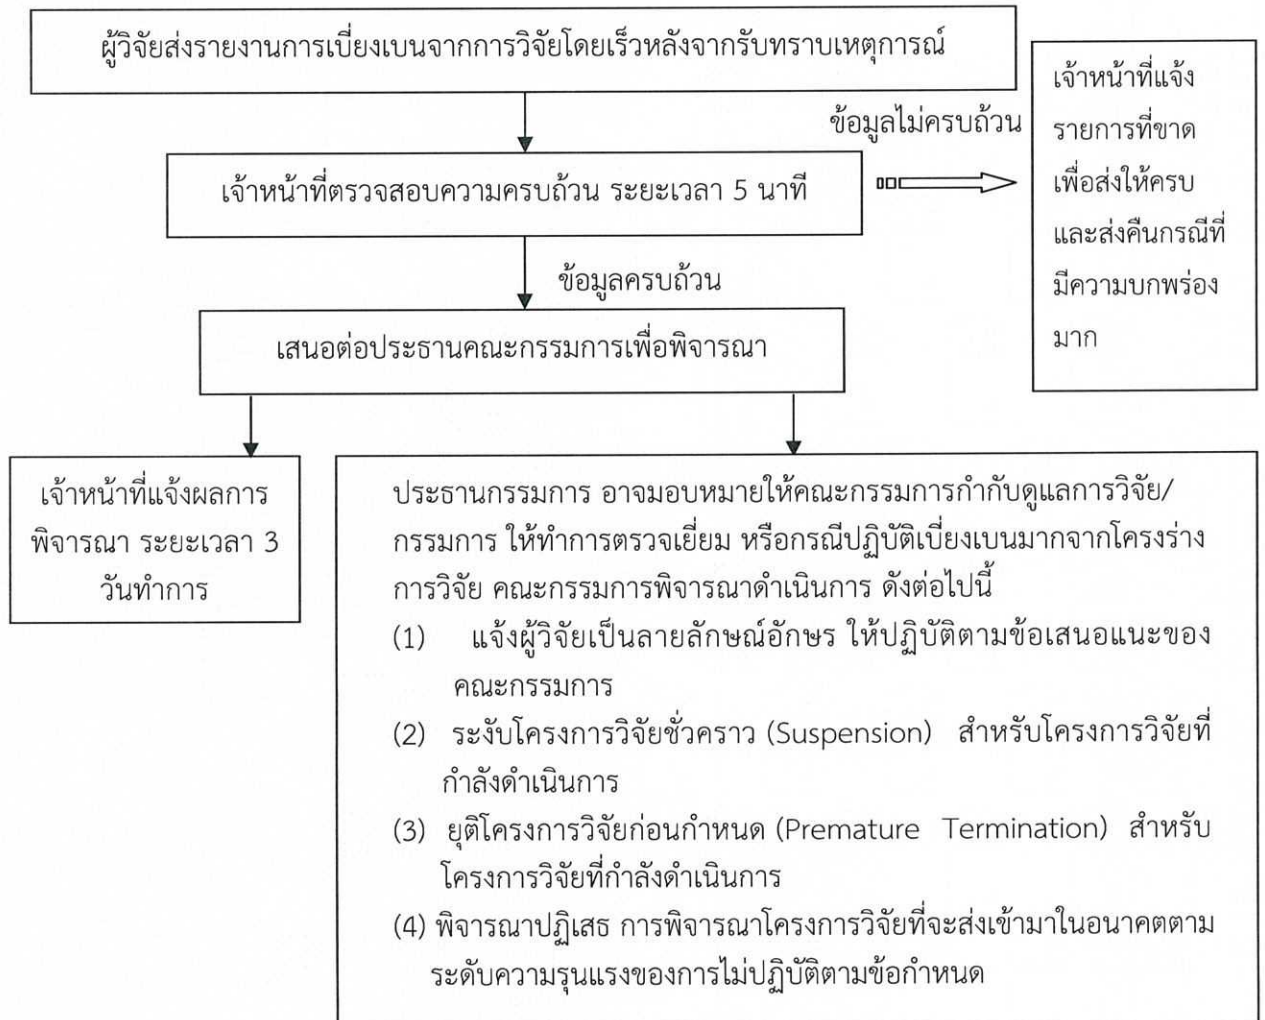 ผู้วิจัยส่งรายงานการเบี่ยงเบนจากการวิจัยโดยเร็วหลังจากรับทราบเหตุการณ์
ข้อมูลไม่ครบถ้วน
เจ้าหน้าที่แจ้ง
รายการที่ขาด
เพื่อส่งให้ครบ
และส่งคืนกรณีที่
มีความบกพร่อง
มาก
เจ้าหน้าที่ตรวจสอบความครบถ้วน ระยะเวลา 5 นาที
ข้อมูลครบถ้วน
เสนอต่อประธานคณะกรรมการเพื่อพิจารณา
เจ้าหน้าที่แจ้งผลการ
พิจารณา ระยะเวลา 3
วันทำการ
ประธานกรรมการ อาจมอบหมายให้คณะกรรมการกำกับดูแลการวิจัย/
กรรมการ ให้ทำการตรวจเยี่ยม หรือกรณีปฏิบัติเบี่ยงเบนมากจากโครงร่าง
การวิจัย คณะกรรมการพิจารณาดำเนินการ ดังต่อไปนี้
(1) แจ้งผู้วิจัยเป็นลายลักษณ์อักษร ให้ปฏิบัติตามข้อเสนอแนะของ
คณะกรรมการ
(2) ระงับโครงการวิจัยชั่วคราว (Suspension) สำหรับโครงการวิจัยที่
กำลังดำเนินการ
(3) ยุติโครงการวิจัยก่อนกำหนด (Premature Termination) สำหรับ
โครงการวิจัยที่กำลังดำเนินการ
(4) พิจารณาปฏิเสธ การพิจารณาโครงการวิจัยที่จะส่งเข้ามาในอนาคตตาม
ระดับความรุนแรงของการไม่ปฏิบัติตามข้อกำหนด